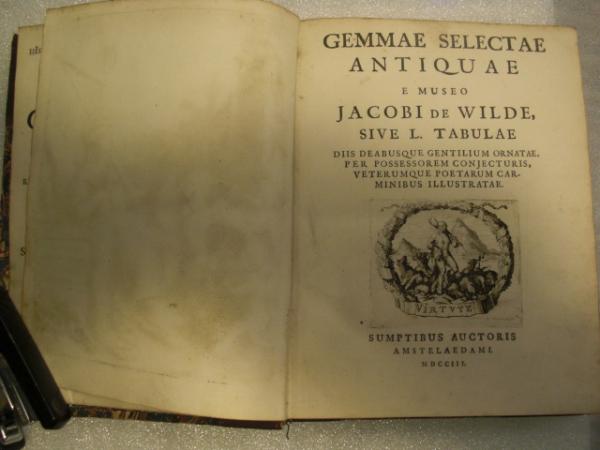 GEMMAE SELECTAE
ANTIQUAE
E MUSEO
JACOBI DE WILDE,
SIVE L. TABULAE
DIIS DEABUSQUE GENTILIUM ORNATAE,
PER POSSESSOREM CONJECTURIS,
VETERUMQUE POETARUM CAR-
MINIBUS ILLUSTRATAE.
VIRTVTE
SUMPTIBUS AUCTORIS
AMSTELAEDAMI,
MDCCIII.